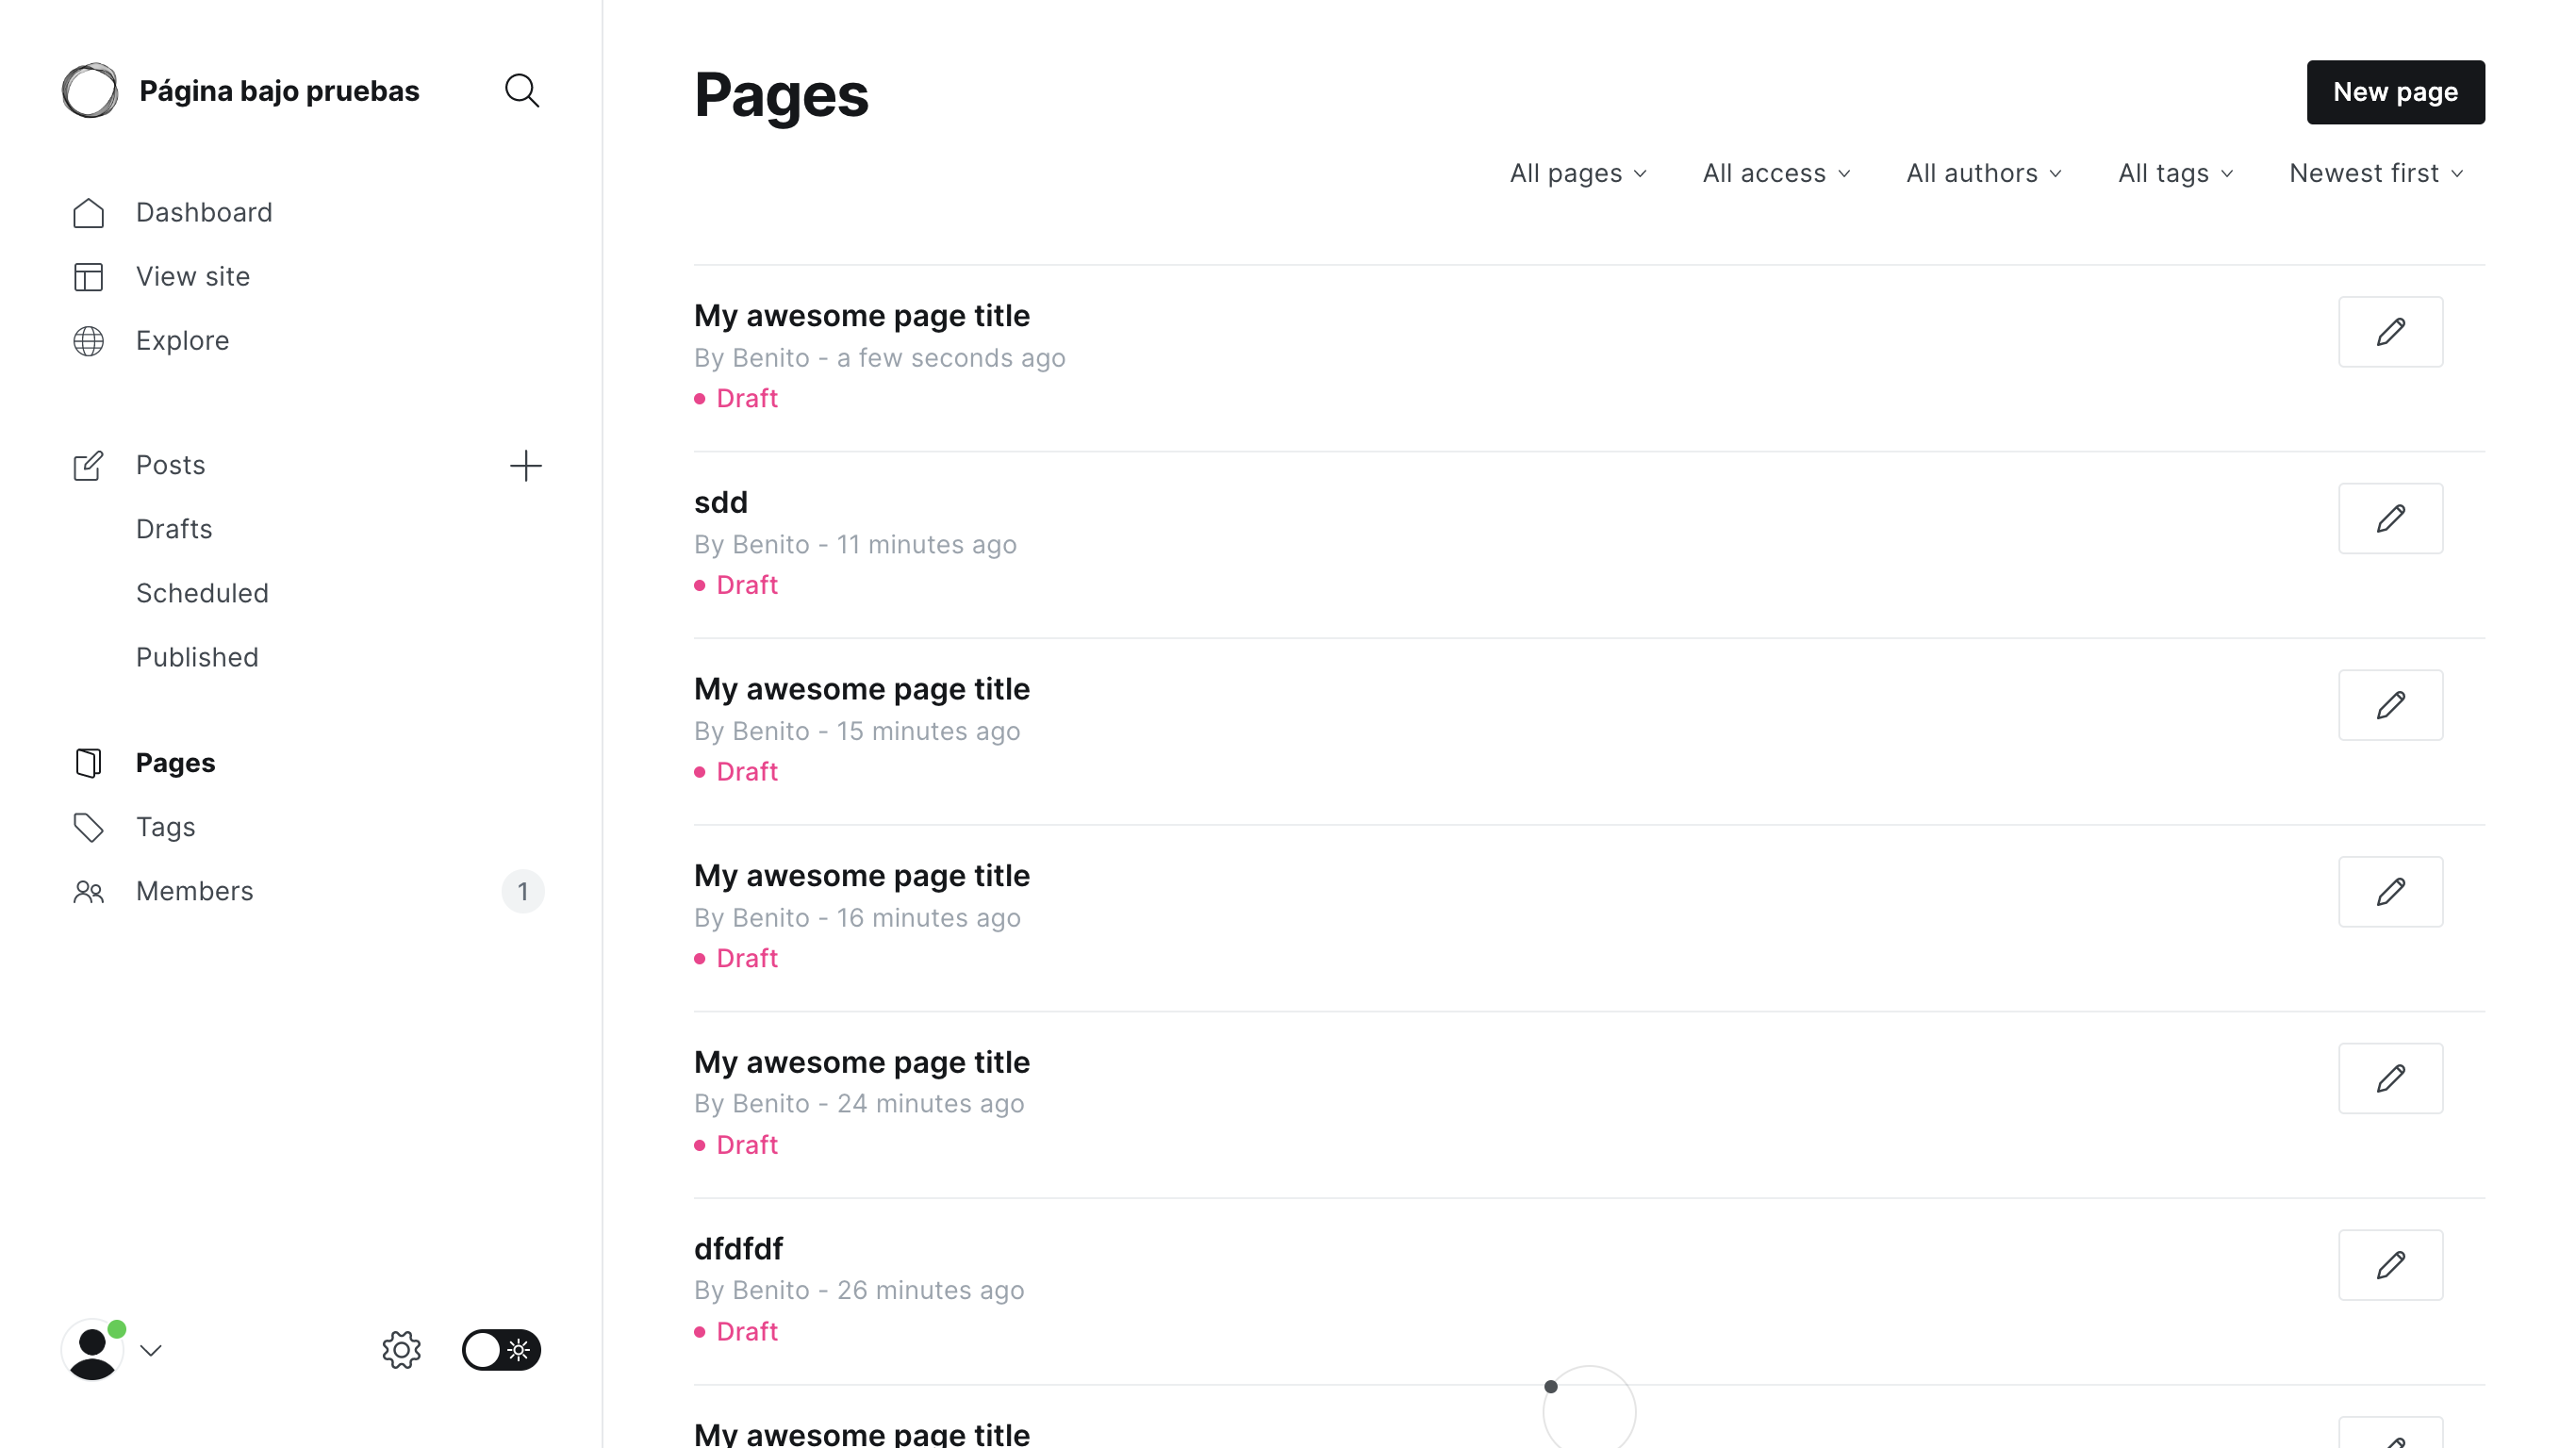 Página bajo pruebas
Dashboard
View site
Explore
Posts
Drafts
Scheduled
Published
Pages
Tags
Members
1
Pages
New page
All pages
All access
All authors
All tags
Newest first
My awesome page title
By Benito - a few seconds ago
Draft
sdd
By Benito - 11 minutes ago
Draft
My awesome page title
By Benito - 15 minutes ago
Draft
My awesome page title
By Benito - 16 minutes ago
Draft
My awesome page title
By Benito - 24 minutes ago
Draft
dfdfdf
By Benito - 26 minutes ago
Draft
My awesome page title